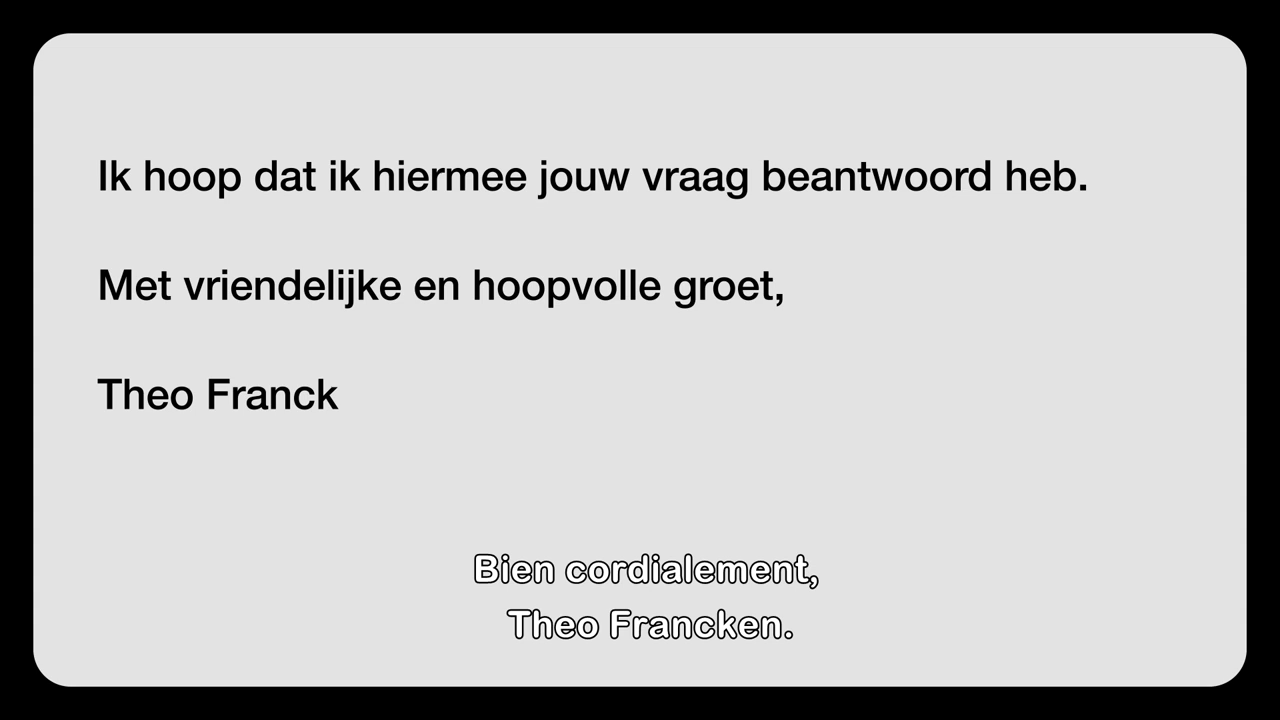 Ik hoop dat ik hiermee jouw vraag beantwoord heb.
Met vriendelijke en hoopvolle groet,
Theo Franck
Bien cordialement,
Theo Francken.